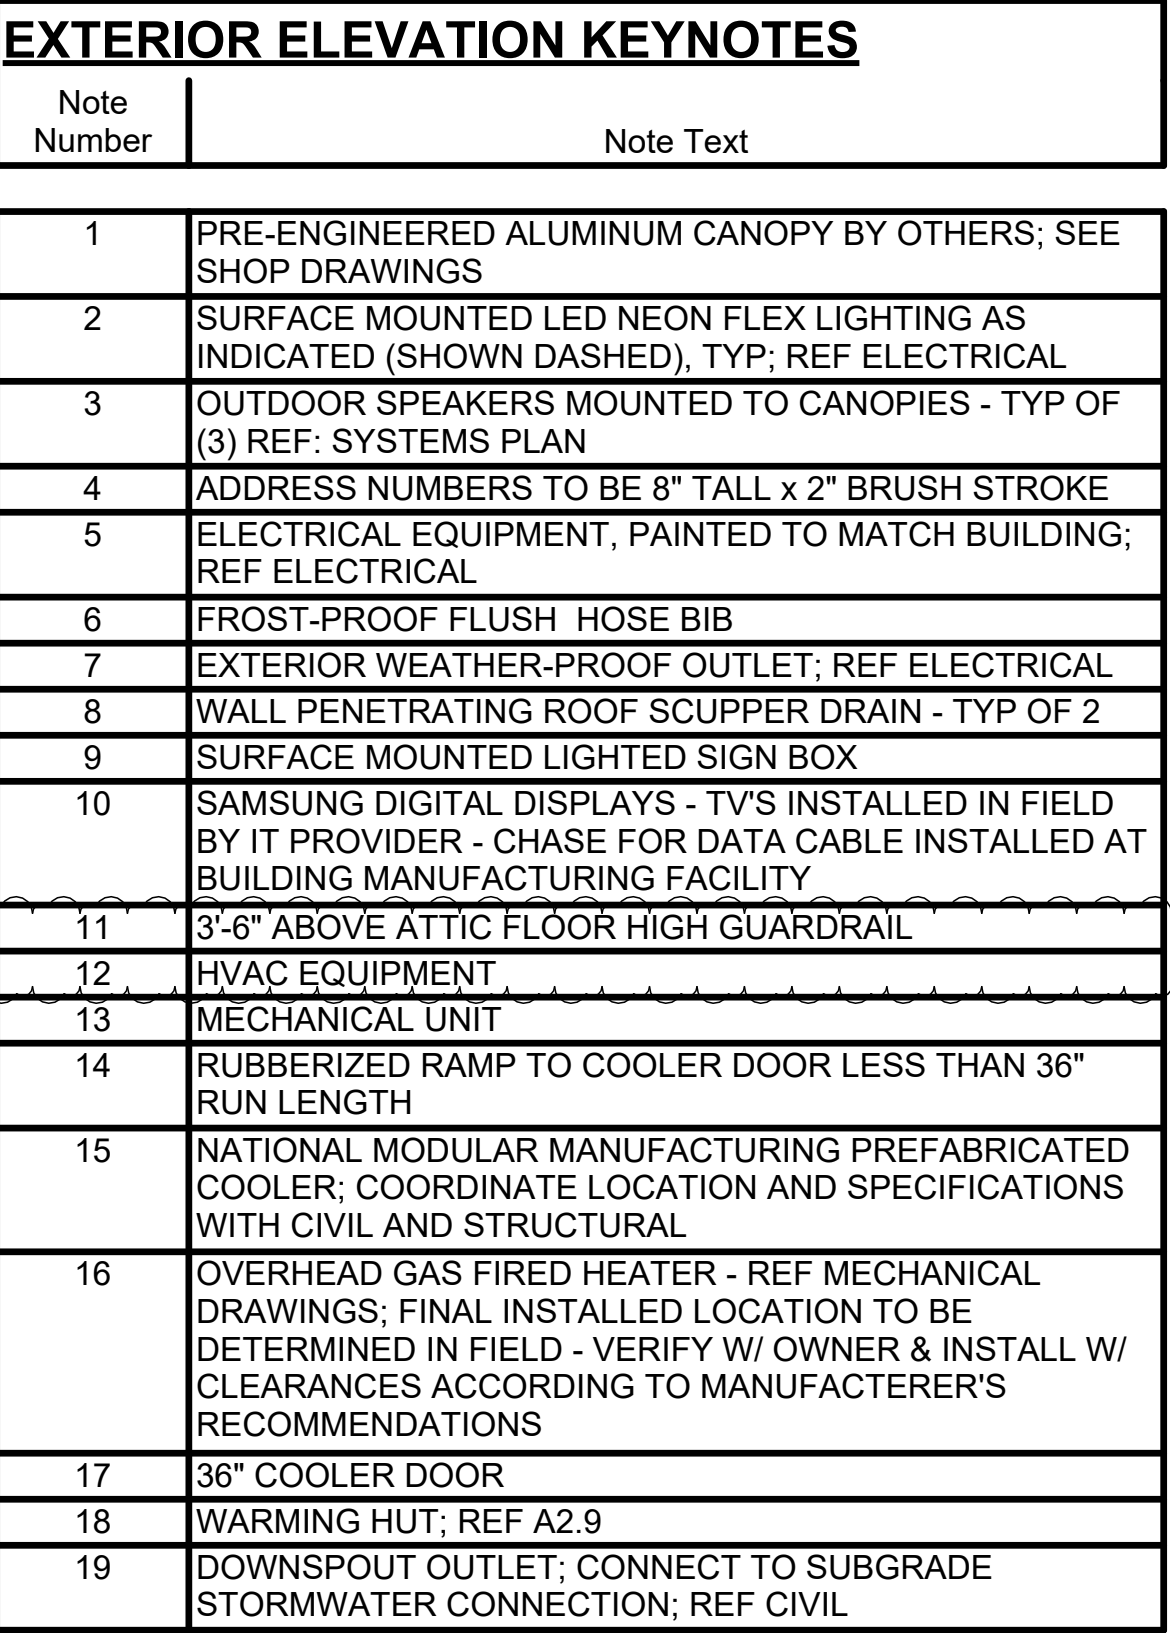 EXTERIOR ELEVATION KEYNOTES
Note
Number
Note Text
1
PRE-ENGINEERED ALUMINUM CANOPY BY OTHERS; SEE
SHOP DRAWINGS
2
SURFACE MOUNTED LED NEON FLEX LIGHTING AS
INDICATED (SHOWN DASHED), TYP; REF ELECTRICAL
3
OUTDOOR SPEAKERS MOUNTED TO CANOPIES - TYP OF
(3) REF: SYSTEMS PLAN
4
ADDRESS NUMBERS TO BE 8" TALL x 2" BRUSH STROKE
5
ELECTRICAL EQUIPMENT, PAINTED TO MATCH BUILDING;
REF ELECTRICAL
6
FROST-PROOF FLUSH  HOSE BIB
7
EXTERIOR WEATHER-PROOF OUTLET; REF ELECTRICAL
8
WALL PENETRATING ROOF SCUPPER DRAIN - TYP OF 2
9
SURFACE MOUNTED LIGHTED SIGN BOX
10
SAMSUNG DIGITAL DISPLAYS - TV'S INSTALLED IN FIELD
BY IT PROVIDER - CHASE FOR DATA CABLE INSTALLED AT
BUILDING MANUFACTURING FACILITY
11
3'-6" ABOVE ATTIC FLOOR HIGH GUARDRAIL
12
HVAC EQUIPMENT
13
MECHANICAL UNIT
14
RUBBERIZED RAMP TO COOLER DOOR LESS THAN 36"
RUN LENGTH
15
NATIONAL MODULAR MANUFACTURING PREFABRICATED
COOLER; COORDINATE LOCATION AND SPECIFICATIONS
WITH CIVIL AND STRUCTURAL
16
OVERHEAD GAS FIRED HEATER - REF MECHANICAL
DRAWINGS; FINAL INSTALLED LOCATION TO BE
DETERMINED IN FIELD - VERIFY W/ OWNER & INSTALL W/
CLEARANCES ACCORDING TO MANUFACTERER'S
RECOMMENDATIONS
17
36" COOLER DOOR
18
WARMING HUT; REF A2.9
19
DOWNSPOUT OUTLET; CONNECT TO SUBGRADE
STORMWATER CONNECTION; REF CIVIL